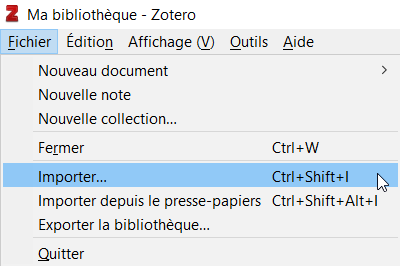 Z Ma bibliothèque - Zotero
Fichier Édition Affichage (V) Outils Aide
Nouveau document >
Nouvelle note
Nouvelle collection...
Fermer Ctrl+W
Importer... Ctrl+Shift+I
Importer depuis le presse-papiers Ctrl+Shift+Alt+I
Exporter la bibliothèque...
Quitter